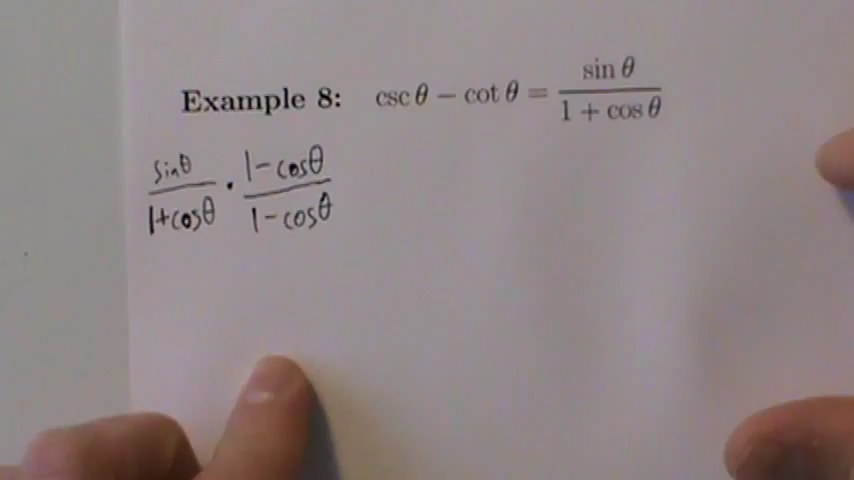 Example 8: csc θ − cot θ = sin θ / 1 + cos θ
sinθ / 1+cosθ · 1−cosθ / 1−cosθ